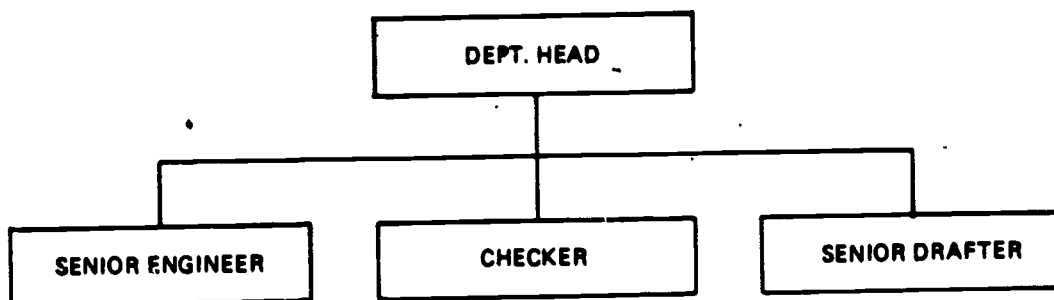 DEPT. HEAD
SENIOR ENGINEER
CHECKER
SENIOR DRAFTER